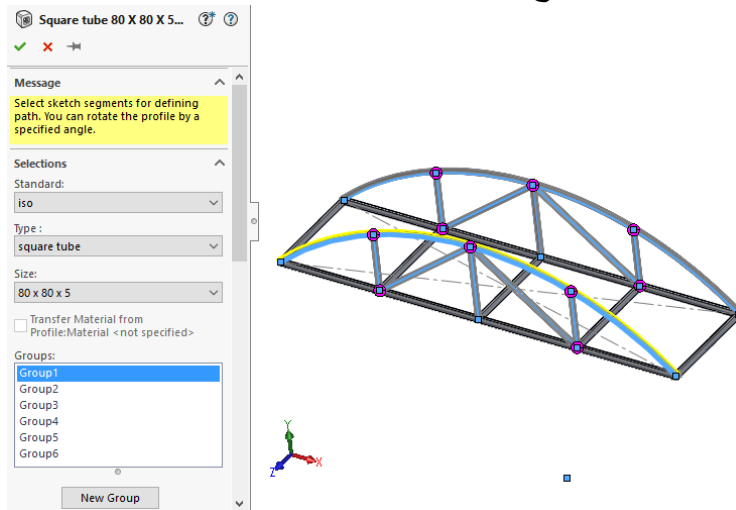 Square tube 80 X 80 X 5...
Message
Select sketch segments for defining
path. You can rotate the profile by a
specified angle.
Selections
Standard:
iso
Type :
square tube
Size:
80 x 80 x 5
Transfer Material from
Profile:Material <not specified>
Groups:
Group1
Group2
Group3
Group4
Group5
Group6
New Group
Y
X
Z